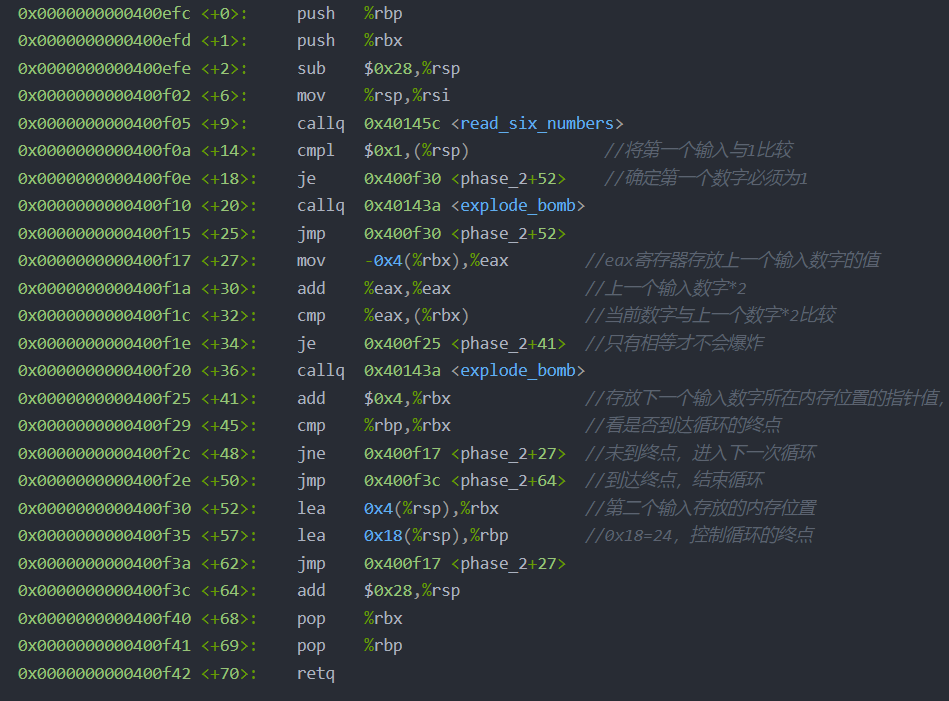 0x0000000000400efc <+0>: push %rbp
0x0000000000400efd <+1>: push %rbx
0x0000000000400efe <+2>: sub $0x28,%rsp
0x0000000000400f02 <+6>: mov %rsp,%rsi
0x0000000000400f05 <+9>: callq 0x40145c <read_six_numbers>
0x0000000000400f0a <+14>: cmpl $0x1,(%rsp) //将第一个输入与1比较
0x0000000000400f0e <+18>: je 0x400f30 <phase_2+52> //确定第一个数字必须为1
0x0000000000400f10 <+20>: callq 0x40143a <explode_bomb>
0x0000000000400f15 <+25>: jmp 0x400f30 <phase_2+52>
0x0000000000400f17 <+27>: mov -0x4(%rbx),%eax //eax寄存器存放上一个输入数字的值
0x0000000000400f1a <+30>: add %eax,%eax //上一个输入数字*2
0x0000000000400f1c <+32>: cmp %eax,(%rbx) //当前数字与上一个数字*2比较
0x0000000000400f1e <+34>: je 0x400f25 <phase_2+41> //只有相等才不会爆炸
0x0000000000400f20 <+36>: callq 0x40143a <explode_bomb>
0x0000000000400f25 <+41>: add $0x4,%rbx //存放下一个输入数字所在内存位置的指针值,
0x0000000000400f29 <+45>: cmp %rbp,%rbx //看是否到达循环的终点
0x0000000000400f2c <+48>: jne 0x400f17 <phase_2+27> //未到终点，进入下一次循环
0x0000000000400f2e <+50>: jmp 0x400f3c <phase_2+64> //到达终点，结束循环
0x0000000000400f30 <+52>: lea 0x4(%rsp),%rbx //第二个输入存放的内存位置
0x0000000000400f35 <+57>: lea 0x18(%rsp),%rbp //0x18=24，控制循环的终点
0x0000000000400f3a <+62>: jmp 0x400f17 <phase_2+27>
0x0000000000400f3c <+64>: add $0x28,%rsp
0x0000000000400f40 <+68>: pop %rbx
0x0000000000400f41 <+69>: pop %rbp
0x0000000000400f42 <+70>: retq